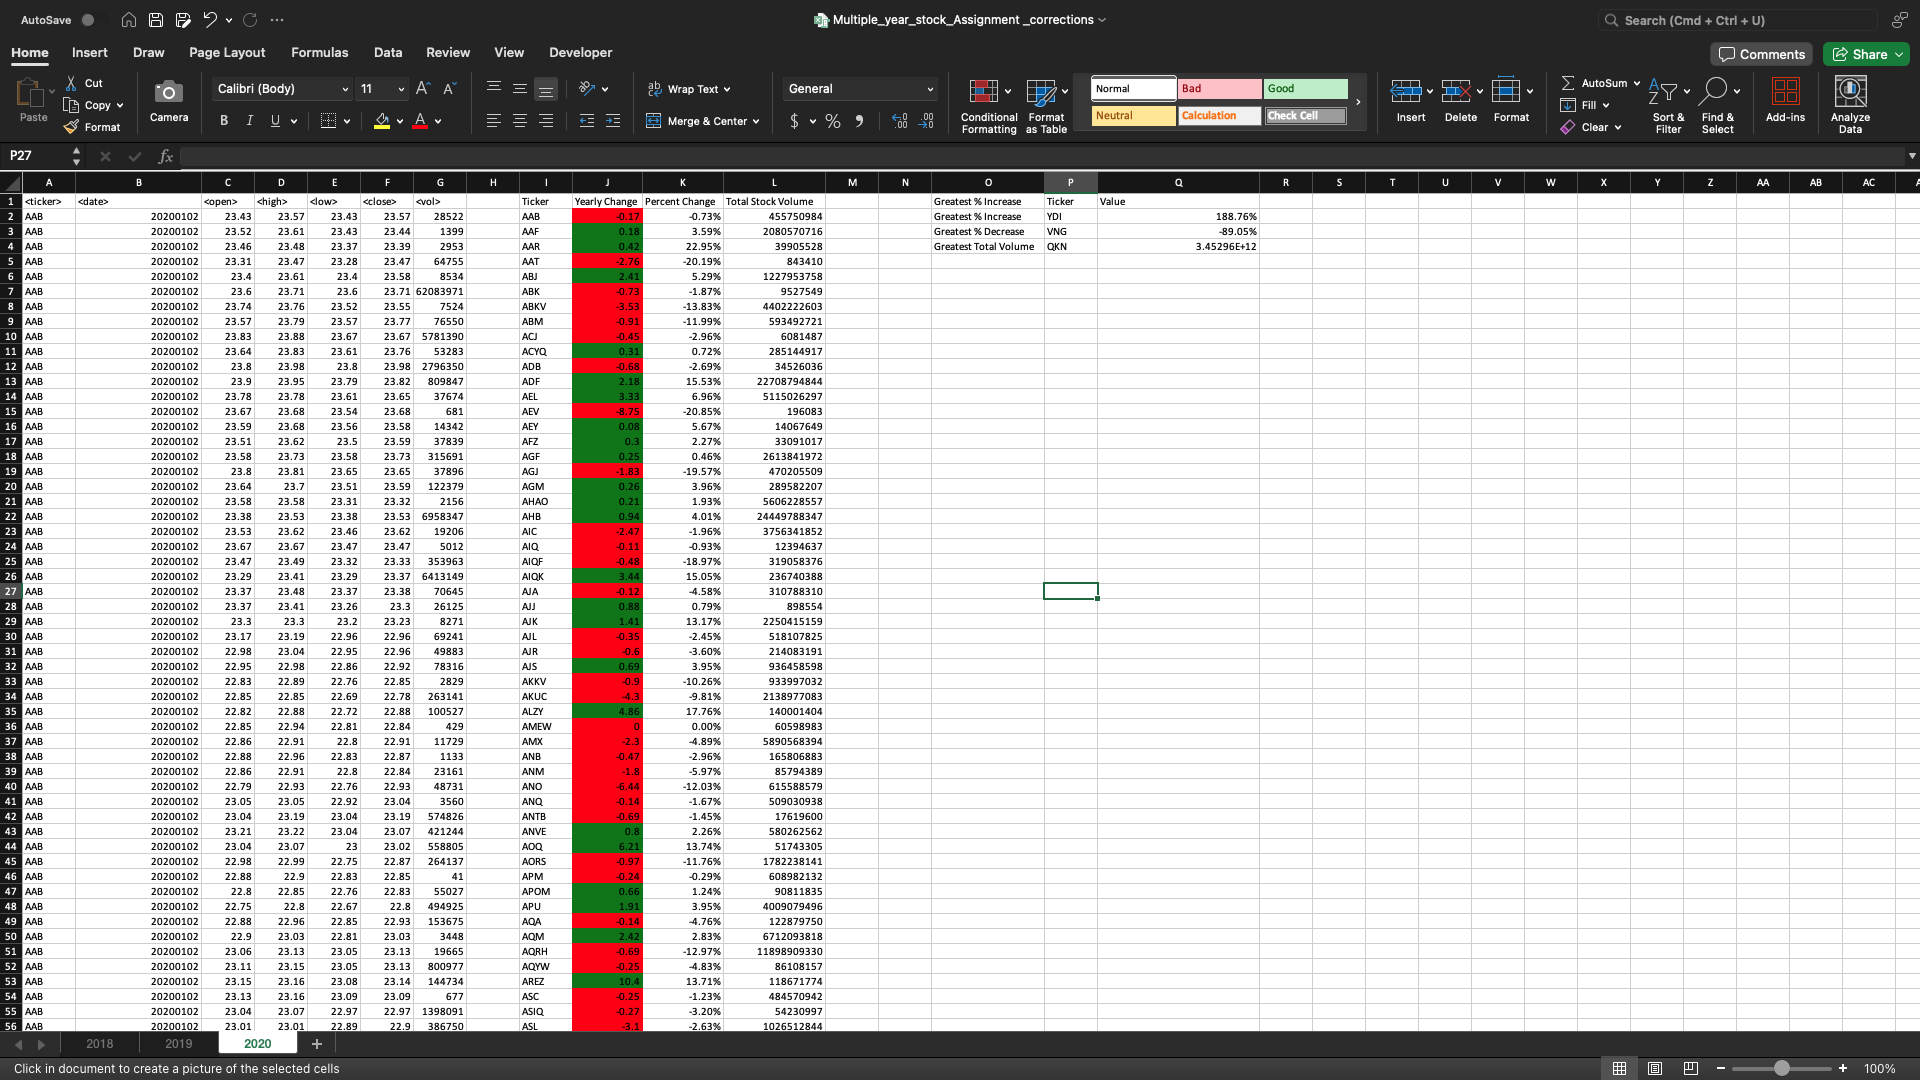 AutoSave
Multiple_year_stock_Assignment _corrections
Search (Cmd + Ctrl + U)
Home Insert Draw Page Layout Formulas Data Review View Developer
Comments Share
Paste Cut Copy Format Camera
Calibri (Body) 11
B I U A
ab Wrap Text
Merge & Center
General
$ %
Conditional Formatting
Format as Table
Normal Bad Good
Neutral Calculation Check Cell
Insert Delete Format
AutoSum
Fill
Clear
Sort & Filter
Find & Select
Add-ins
Analyze Data
P27 fx
A B C D E F G H I J K L M N O P Q R S T U V W X Y Z AA AB AC
1 <ticker> <date> <open> <high> <low> <close> <vol> Ticker Yearly Change Percent Change Total Stock Volume Greatest % Increase Ticker Value
2 AAB 20200102 23.43 23.57 23.43 23.57 28522 AAB -0.17 -0.73% 455750984 Greatest % Increase YDI 188.76%
3 AAB 20200102 23.52 23.61 23.43 23.44 1399 AAF 0.18 3.59% 2080570716 Greatest % Decrease VNG -89.05%
4 AAB 20200102 23.46 23.48 23.37 23.39 2953 AAR 0.42 22.95% 39905528 Greatest Total Volume QKN 3.45296E+12
5 AAB 20200102 23.31 23.47 23.28 23.47 64755 AAT -2.76 -20.19% 843410
6 AAB 20200102 23.4 23.61 23.4 23.58 8534 ABJ 2.41 5.29% 1227953758
7 AAB 20200102 23.6 23.71 23.6 23.71 62083971 ABK -0.73 -1.87% 9527549
8 AAB 20200102 23.74 23.76 23.52 23.55 7524 ABKV -3.53 -13.83% 4402222603
9 AAB 20200102 23.57 23.79 23.57 23.77 76550 ABM -0.91 -11.99% 593492721
10 AAB 20200102 23.83 23.88 23.67 23.67 5781390 ACJ -0.45 -2.96% 6081487
11 AAB 20200102 23.64 23.83 23.61 23.76 53283 ACYQ 0.31 0.72% 285144917
12 AAB 20200102 23.8 23.98 23.8 23.98 2796350 ADB -0.68 -2.69% 34526036
13 AAB 20200102 23.9 23.95 23.79 23.82 809847 ADF 2.18 15.53% 22708794844
14 AAB 20200102 23.78 23.78 23.61 23.65 37674 AEL 3.33 6.96% 5115026297
15 AAB 20200102 23.67 23.68 23.54 23.68 681 AEV -8.75 -20.85% 196083
16 AAB 20200102 23.59 23.68 23.56 23.58 14342 AEY 0.08 5.67% 14067649
17 AAB 20200102 23.51 23.62 23.5 23.59 37839 AFZ 0.3 2.27% 33091017
18 AAB 20200102 23.58 23.73 23.58 23.73 315691 AGF 0.25 0.46% 2613841972
19 AAB 20200102 23.8 23.81 23.65 23.65 37896 AGJ -1.83 -19.57% 470205509
20 AAB 20200102 23.64 23.7 23.51 23.59 122379 AGM 0.26 3.96% 289582207
21 AAB 20200102 23.58 23.58 23.31 23.32 2156 AHAO 0.21 1.93% 5606228557
22 AAB 20200102 23.38 23.53 23.38 23.53 6958347 AHB 0.94 4.01% 24449788347
23 AAB 20200102 23.53 23.62 23.46 23.62 19206 AIC -2.47 -1.96% 3756341852
24 AAB 20200102 23.67 23.67 23.47 23.47 5012 AIQ -0.11 -0.93% 12394637
25 AAB 20200102 23.47 23.49 23.32 23.33 353963 AIQF -0.48 -18.97% 319058376
26 AAB 20200102 23.29 23.41 23.29 23.37 6413149 AIQK 3.44 15.05% 236740388
27 AAB 20200102 23.37 23.48 23.37 23.38 70645 AJA -0.12 -4.58% 310788310
28 AAB 20200102 23.37 23.41 23.26 23.3 26125 AJJ 0.88 0.79% 898554
29 AAB 20200102 23.3 23.3 23.2 23.23 8271 AJK 1.41 13.17% 2250415159
30 AAB 20200102 23.17 23.19 22.96 22.96 69241 AJL -0.35 -2.45% 518107825
31 AAB 20200102 22.98 23.04 22.95 22.96 49883 AJR -0.6 -3.60% 214083191
32 AAB 20200102 22.95 22.98 22.86 22.92 78316 AJS 0.69 3.95% 936458598
33 AAB 20200102 22.83 22.89 22.76 22.85 2829 AKKV -0.9 -10.26% 933997032
34 AAB 20200102 22.85 22.85 22.69 22.78 263141 AKUC -4.3 -9.81% 2138977083
35 AAB 20200102 22.82 22.88 22.72 22.88 100527 ALZY 4.86 17.76% 140001404
36 AAB 20200102 22.85 22.94 22.81 22.84 429 AMEW 0 0.00% 60598983
37 AAB 20200102 22.86 22.91 22.8 22.91 11729 AMX -2.3 -4.89% 5890568394
38 AAB 20200102 22.88 22.96 22.83 22.87 1133 ANB -0.47 -2.96% 165806883
39 AAB 20200102 22.86 22.91 22.8 22.84 23161 ANM -1.8 -5.97% 85794389
40 AAB 20200102 22.79 22.93 22.76 22.93 48731 ANO -6.44 -12.03% 615588579
41 AAB 20200102 23.05 23.05 22.92 23.04 3560 ANQ -0.14 -1.67% 509030938
42 AAB 20200102 23.04 23.19 23.04 23.19 574826 ANTB -0.69 -1.45% 17619600
43 AAB 20200102 23.21 23.22 23.04 23.07 421244 ANVE 0.8 2.26% 580262562
44 AAB 20200102 23.04 23.07 23 23.02 558805 AOQ 6.21 13.74% 51743305
45 AAB 20200102 22.98 22.99 22.75 22.87 264137 AORS -0.97 -11.76% 1782238141
46 AAB 20200102 22.88 22.9 22.83 22.85 41 APM -0.24 -0.29% 608982132
47 AAB 20200102 22.8 22.85 22.76 22.83 55027 APOM 0.66 1.24% 90811835
48 AAB 20200102 22.75 22.8 22.67 22.8 494925 APU 1.91 3.95% 4009079496
49 AAB 20200102 22.88 22.96 22.85 22.93 153675 AQA -0.14 -4.76% 122879750
50 AAB 20200102 22.9 23.03 22.81 23.03 3448 AQM 2.42 2.83% 6712093818
51 AAB 20200102 23.06 23.13 23.05 23.13 19665 AQRH -0.69 -12.97% 11898909330
52 AAB 20200102 23.11 23.15 23.05 23.13 800977 AQYW -0.25 -4.83% 86108157
53 AAB 20200102 23.15 23.16 23.08 23.14 144734 AREZ 10.4 13.71% 118671774
54 AAB 20200102 23.13 23.16 23.09 23.09 677 ASC -0.25 -1.23% 484570942
55 AAB 20200102 23.04 23.07 22.97 22.97 1398091 ASIQ -0.27 -3.20% 54230997
56 AAB 20200102 23.01 23.01 22.89 22.9 386750 ASL -3.1 -2.63% 1026512844
2018 2019 2020 +
Click in document to create a picture of the selected cells
100%